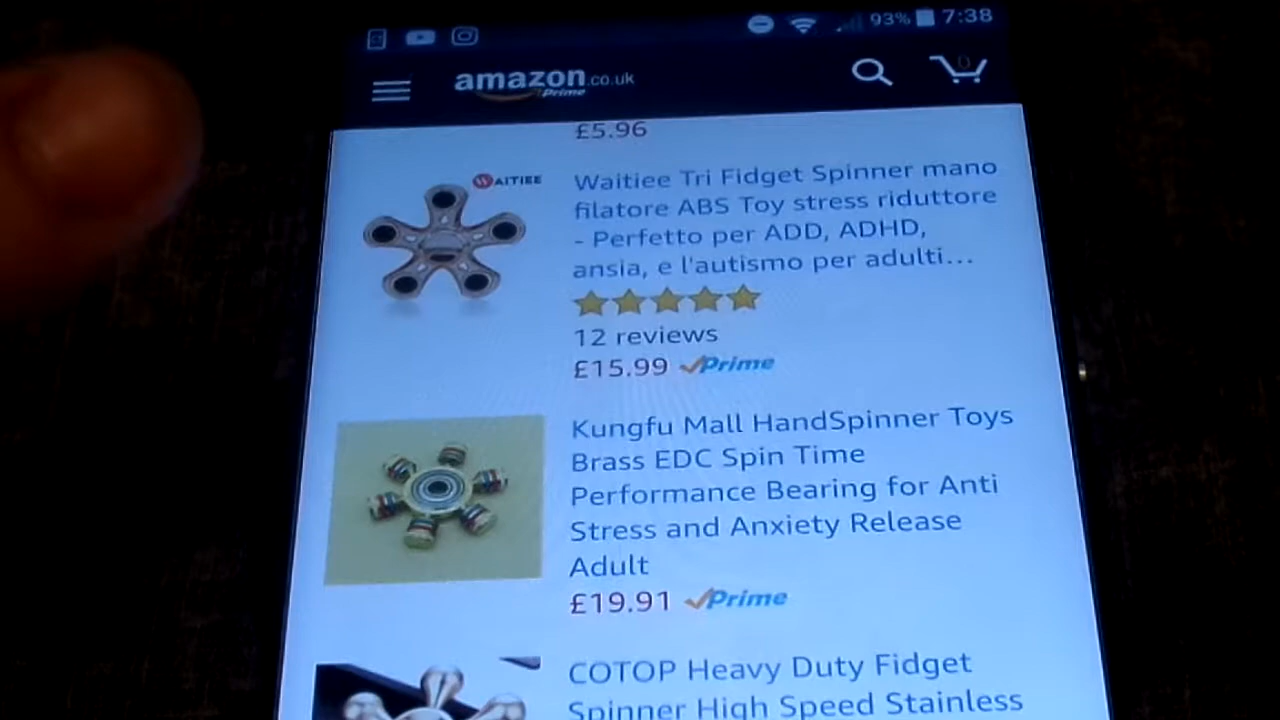 93% 7:38
amazon.co.uk
Prime
0
£5.96
WAITIEE
Waitiee Tri Fidget Spinner mano
filatore ABS Toy stress riduttore
- Perfetto per ADD, ADHD,
ansia, e l'autismo per adulti...
12 reviews
£15.99 Prime
Kungfu Mall HandSpinner Toys
Brass EDC Spin Time
Performance Bearing for Anti
Stress and Anxiety Release
Adult
£19.91 Prime
COTOP Heavy Duty Fidget
Spinner High Speed Stainless